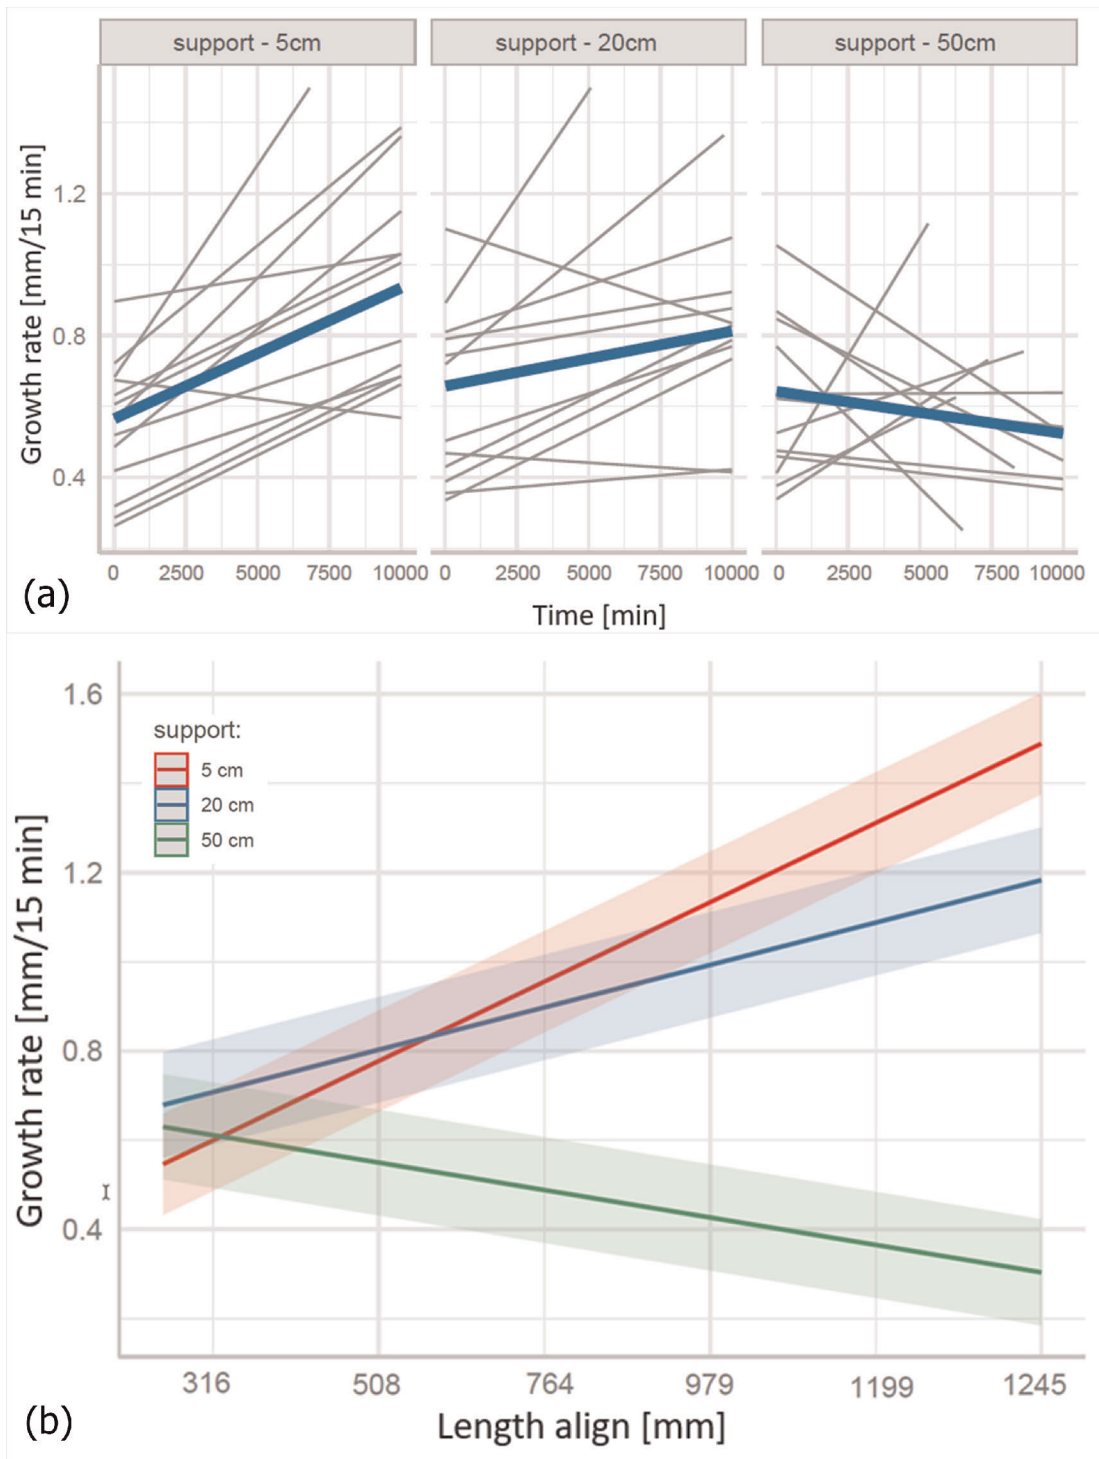 support - 5cm support - 20cm support - 50cm
Growth rate [mm/15 min]
1.2
0.8
0.4
0 2500 5000 7500 10000 0 2500 5000 7500 10000 0 2500 5000 7500 10000
(a)
Time [min]
1.6
support:
5 cm
20 cm
50 cm
Growth rate [mm/15 min]
1.2
0.8
0.4
316 508 764 979 1199 1245
(b)
Length align [mm]